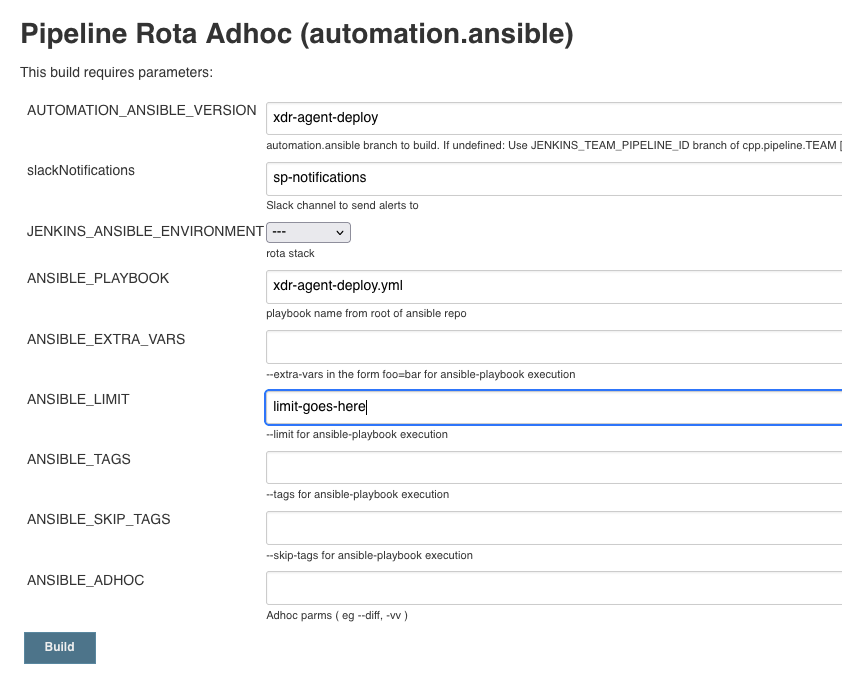 Pipeline Rota Adhoc (automation.ansible)
This build requires parameters:
AUTOMATION_ANSIBLE_VERSION
xdr-agent-deploy
automation.ansible branch to build. If undefined: Use JENKINS_TEAM_PIPELINE_ID branch of cpp.pipeline.TEAM [
slackNotifications
sp-notifications
Slack channel to send alerts to
JENKINS_ANSIBLE_ENVIRONMENT
---
rota stack
ANSIBLE_PLAYBOOK
xdr-agent-deploy.yml
playbook name from root of ansible repo
ANSIBLE_EXTRA_VARS
--extra-vars in the form foo=bar for ansible-playbook execution
ANSIBLE_LIMIT
limit-goes-here
--limit for ansible-playbook execution
ANSIBLE_TAGS
--tags for ansible-playbook execution
ANSIBLE_SKIP_TAGS
--skip-tags for ansible-playbook execution
ANSIBLE_ADHOC
Adhoc parms ( eg --diff, -vv )
Build